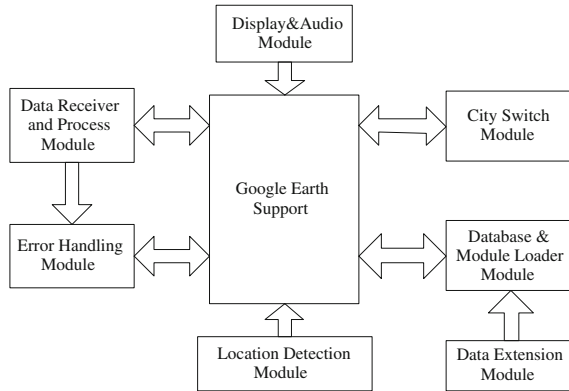 Display&Audio
Module
Data Receiver
and Process
Module
City Switch
Module
Google Earth
Support
Error Handling
Module
Database &
Module Loader
Module
Location Detection
Module
Data Extension
Module